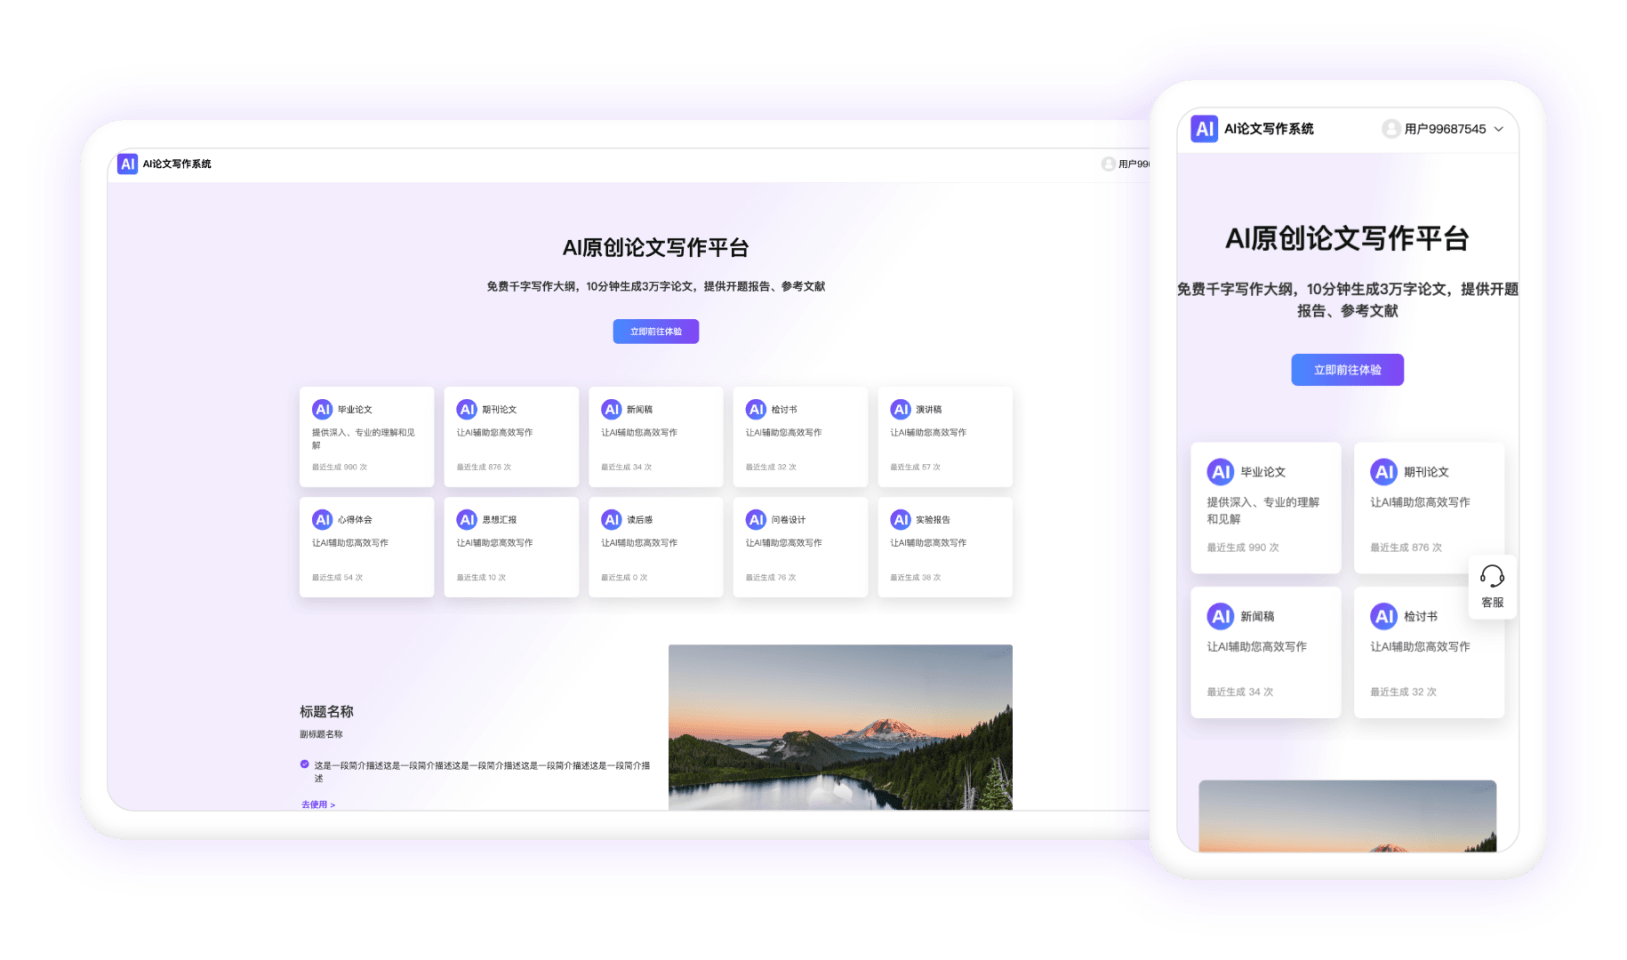 AI AI论文写作系统
用户99
AI原创论文写作平台
免费千字写作大纲，10分钟生成3万字论文，提供开题报告、参考文献
立即前往体验
AI 毕业论文
提供深入、专业的理解和见
解
最近生成 990 次
AI 期刊论文
让AI辅助您高效写作
最近生成 876 次
AI 新闻稿
让AI辅助您高效写作
最近生成 34 次
AI 检讨书
让AI辅助您高效写作
最近生成 32 次
AI 演讲稿
让AI辅助您高效写作
最近生成 57 次
AI 心得体会
让AI辅助您高效写作
最近生成 54 次
AI 思想汇报
让AI辅助您高效写作
最近生成 10 次
AI 读后感
让AI辅助您高效写作
最近生成 0 次
AI 问卷设计
让AI辅助您高效写作
最近生成 76 次
AI 实验报告
让AI辅助您高效写作
最近生成 38 次
标题名称
副标题名称
这是一段简介描述这是一段简介描述这是一段简介描述这是一段简介描述这是一段简介描
述
去使用 >
AI AI论文写作系统
用户99687545
AI原创论文写作平台
免费千字写作大纲，10分钟生成3万字论文，提供开题
报告、参考文献
立即前往体验
AI 毕业论文
提供深入、专业的理解
和见解
最近生成 990 次
AI 期刊论文
让AI辅助您高效写作
最近生成 876 次
客服
AI 新闻稿
让AI辅助您高效写作
最近生成 34 次
AI 检讨书
让AI辅助您高效写作
最近生成 32 次